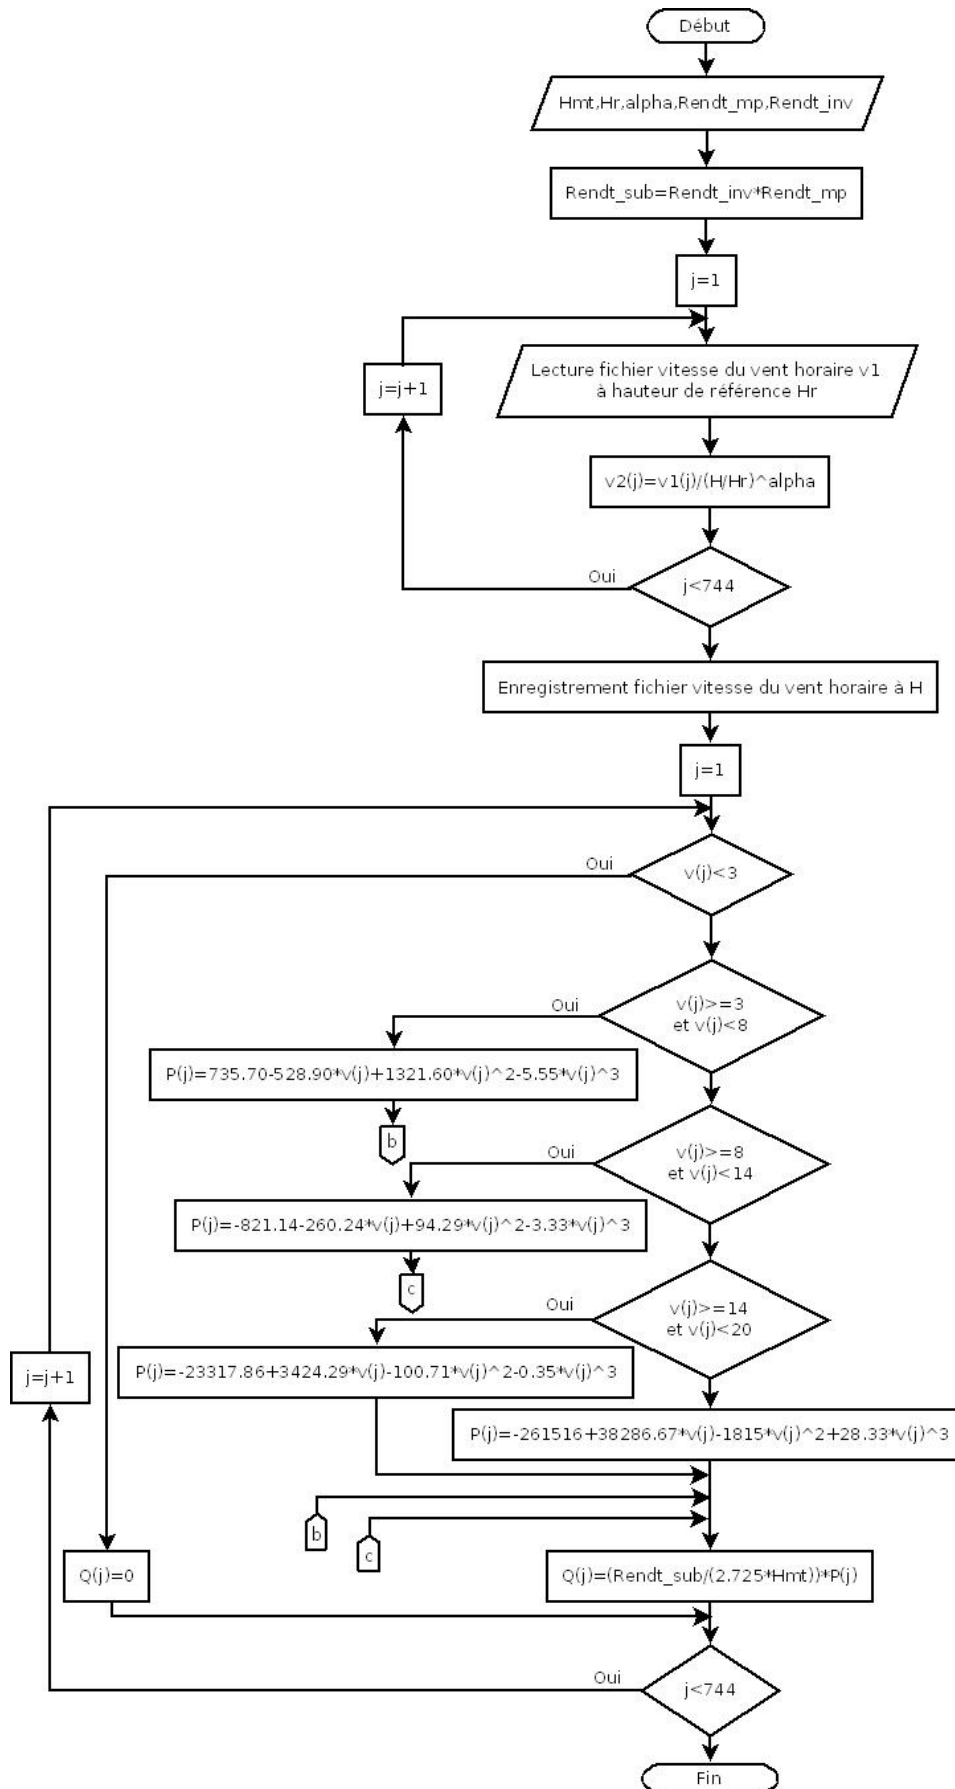 Début
Hmt,Hr,alpha,Rendt_mp,Rendt_inv
Rendt_sub=Rendt_inv*Rendt_mp
j=1
Lecture fichier vitesse du vent horaire v1
à hauteur de référence Hr
j=j+1
v2(j)=v1(j)/(H/Hr)^alpha
Oui
j<744
Enregistrement fichier vitesse du vent horaire à H
j=1
Oui
v(j)<3
Oui
v(j)>=3
et v(j)<8
P(j)=735.70-528.90*v(j)+1321.60*v(j)^2-5.55*v(j)^3
b
Oui
v(j)>=8
et v(j)<14
P(j)=-821.14-260.24*v(j)+94.29*v(j)^2-3.33*v(j)^3
c
Oui
v(j)>=14
et v(j)<20
j=j+1
P(j)=-23317.86+3424.29*v(j)-100.71*v(j)^2-0.35*v(j)^3
P(j)=-261516+38286.67*v(j)-1815*v(j)^2+28.33*v(j)^3
b
c
Q(j)=0
Q(j)=(Rendt_sub/(2.725*Hmt))*P(j)
Oui
j<744
Fin